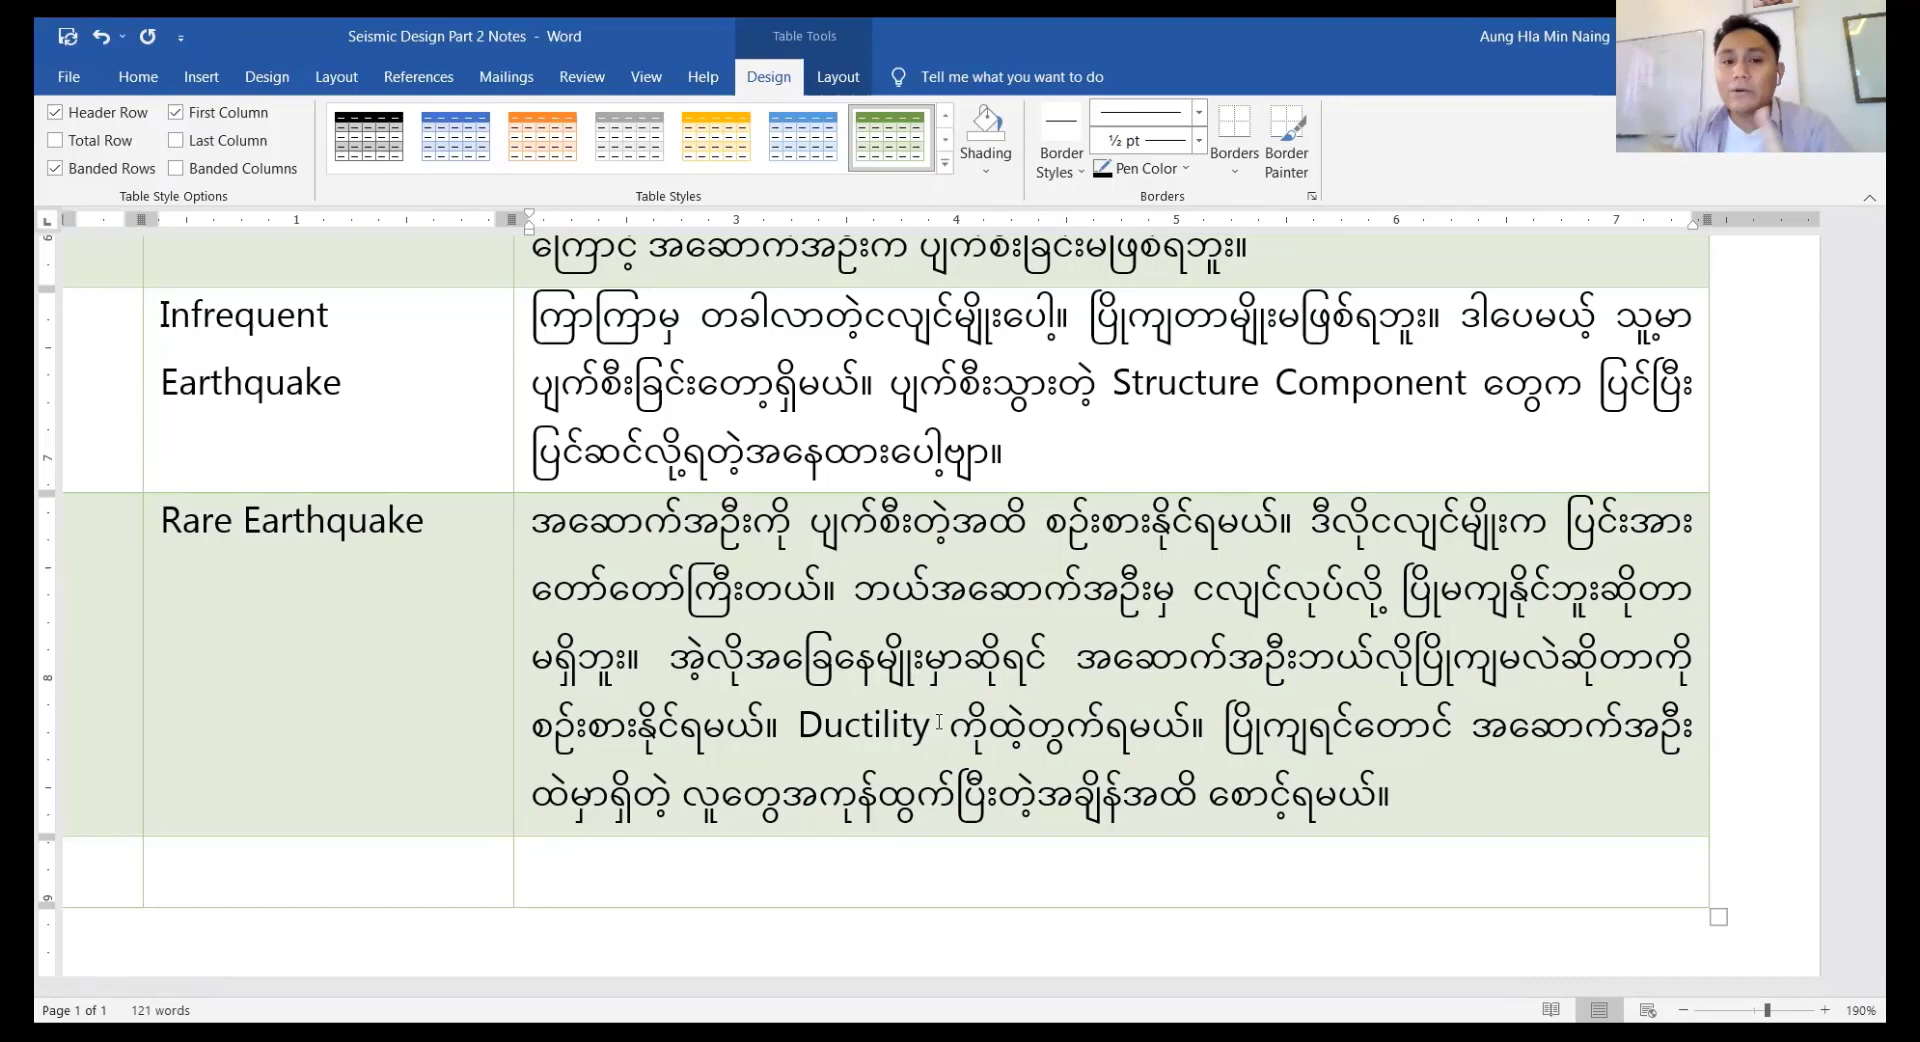 Seismic Design Part 2 Notes - Word
Table Tools
Aung Hla Min Naing
File Home Insert Design Layout References Mailings Review View Help Design Layout Tell me what you want to do
Header Row First Column
Total Row Last Column
Banded Rows Banded Columns
Table Style Options
Table Styles
Shading
Border Styles
½ pt
Pen Color
Borders
Border Painter
Borders
1 3 4 5 6 7
ကြောင့် အဆောက်အဦးက ပျက်စီးခြင်းမဖြစ်ရဘူး။
Infrequent
Earthquake
ကြာကြာမှ တခါလာတဲ့ငလျင်မျိုးပေါ့။ ပြိုကျတာမျိုးမဖြစ်ရဘူး။ ဒါပေမယ့် သူ့မှာ
ပျက်စီးခြင်းတော့ရှိမယ်။ ပျက်စီးသွားတဲ့ Structure Component တွေက ပြင်ပြီး
ပြင်ဆင်လို့ရတဲ့အနေထားပေါ့ဗျာ။
Rare Earthquake
အဆောက်အဦးကို ပျက်စီးတဲ့အထိ စဉ်းစားနိုင်ရမယ်။ ဒီလိုငလျင်မျိုးက ပြင်းအား
တော်တော်ကြီးတယ်။ ဘယ်အဆောက်အဦးမှ ငလျင်လုပ်လို့ ပြိုမကျနိုင်ဘူးဆိုတာ
မရှိဘူး။ အဲ့လိုအခြေနေမျိုးမှာဆိုရင် အဆောက်အဦးဘယ်လိုပြိုကျမလဲဆိုတာကို
စဉ်းစားနိုင်ရမယ်။ Ductility ကိုထဲ့တွက်ရမယ်။ ပြိုကျရင်တောင် အဆောက်အဦး
ထဲမှာရှိတဲ့ လူတွေအကုန်ထွက်ပြီးတဲ့အချိန်အထိ စောင့်ရမယ်။
6
7
8
9
Page 1 of 1 121 words
190%